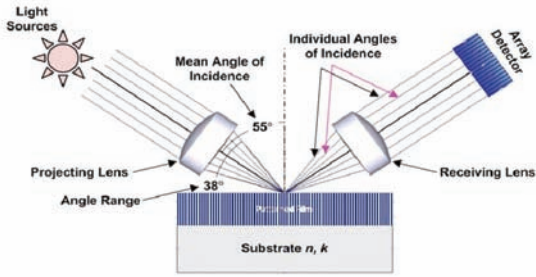 Light
Sources
Mean Angle of
Incidence
Individual Angles
of Incidence
Array
Detector
55°
Projecting Lens
38°
Angle Range
Receiving Lens
Film
Substrate n, k